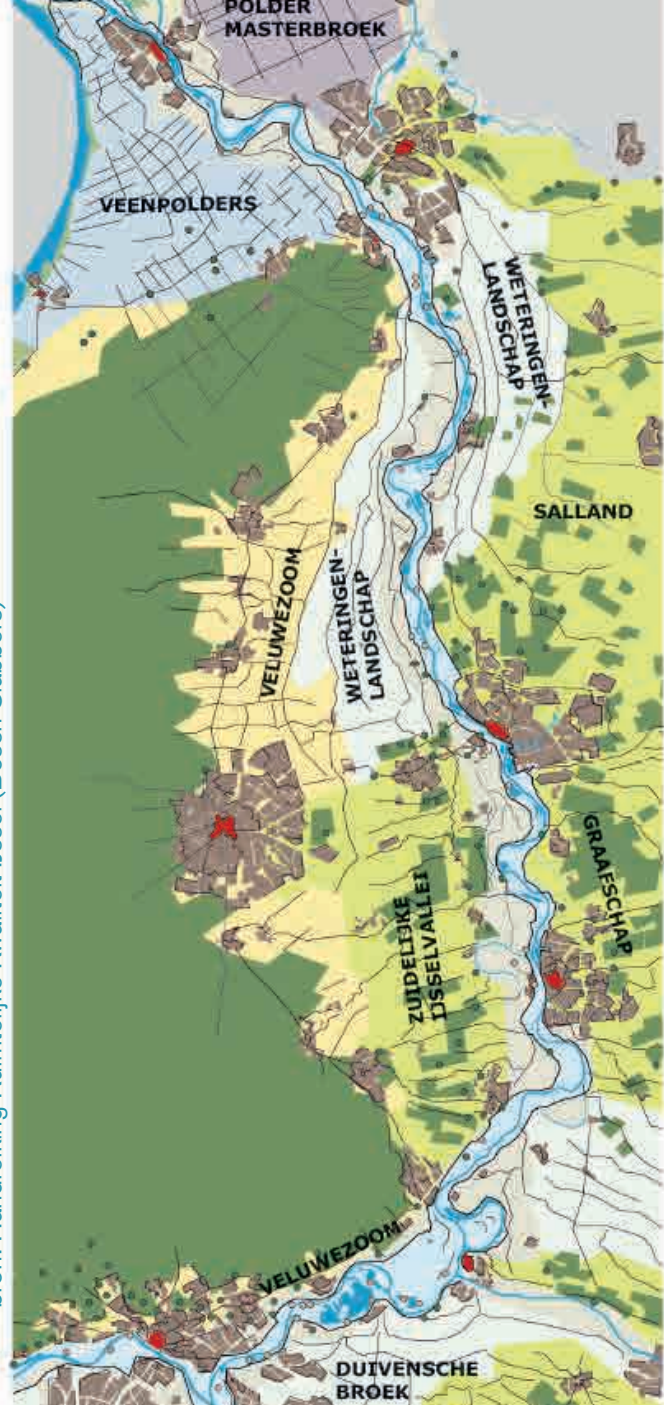 POLDER
MASTERBROEK
VEENPOLDERS
WETERINGEN-
LANDSCHAP
SALLAND
VELUWEZOOM
WETERINGEN-
LANDSCHAP
GRAAFSCHAP
ZUIDELIJKE
IJSSELVALLEI
VELUWEZOOM
DUIVENSCHE
BROEK